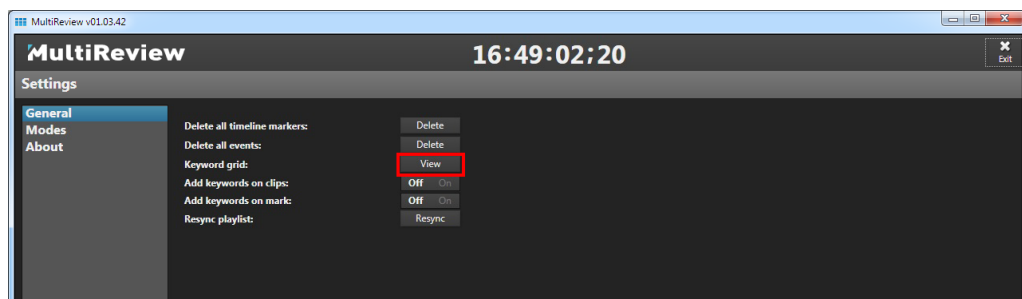 MultiReview v01.03.42
MultiReview 16:49:02;20 Exit
Settings
General
Modes
About
Delete all timeline markers: Delete
Delete all events: Delete
Keyword grid: View
Add keywords on clips: Off On
Add keywords on mark: Off On
Resync playlist: Resync